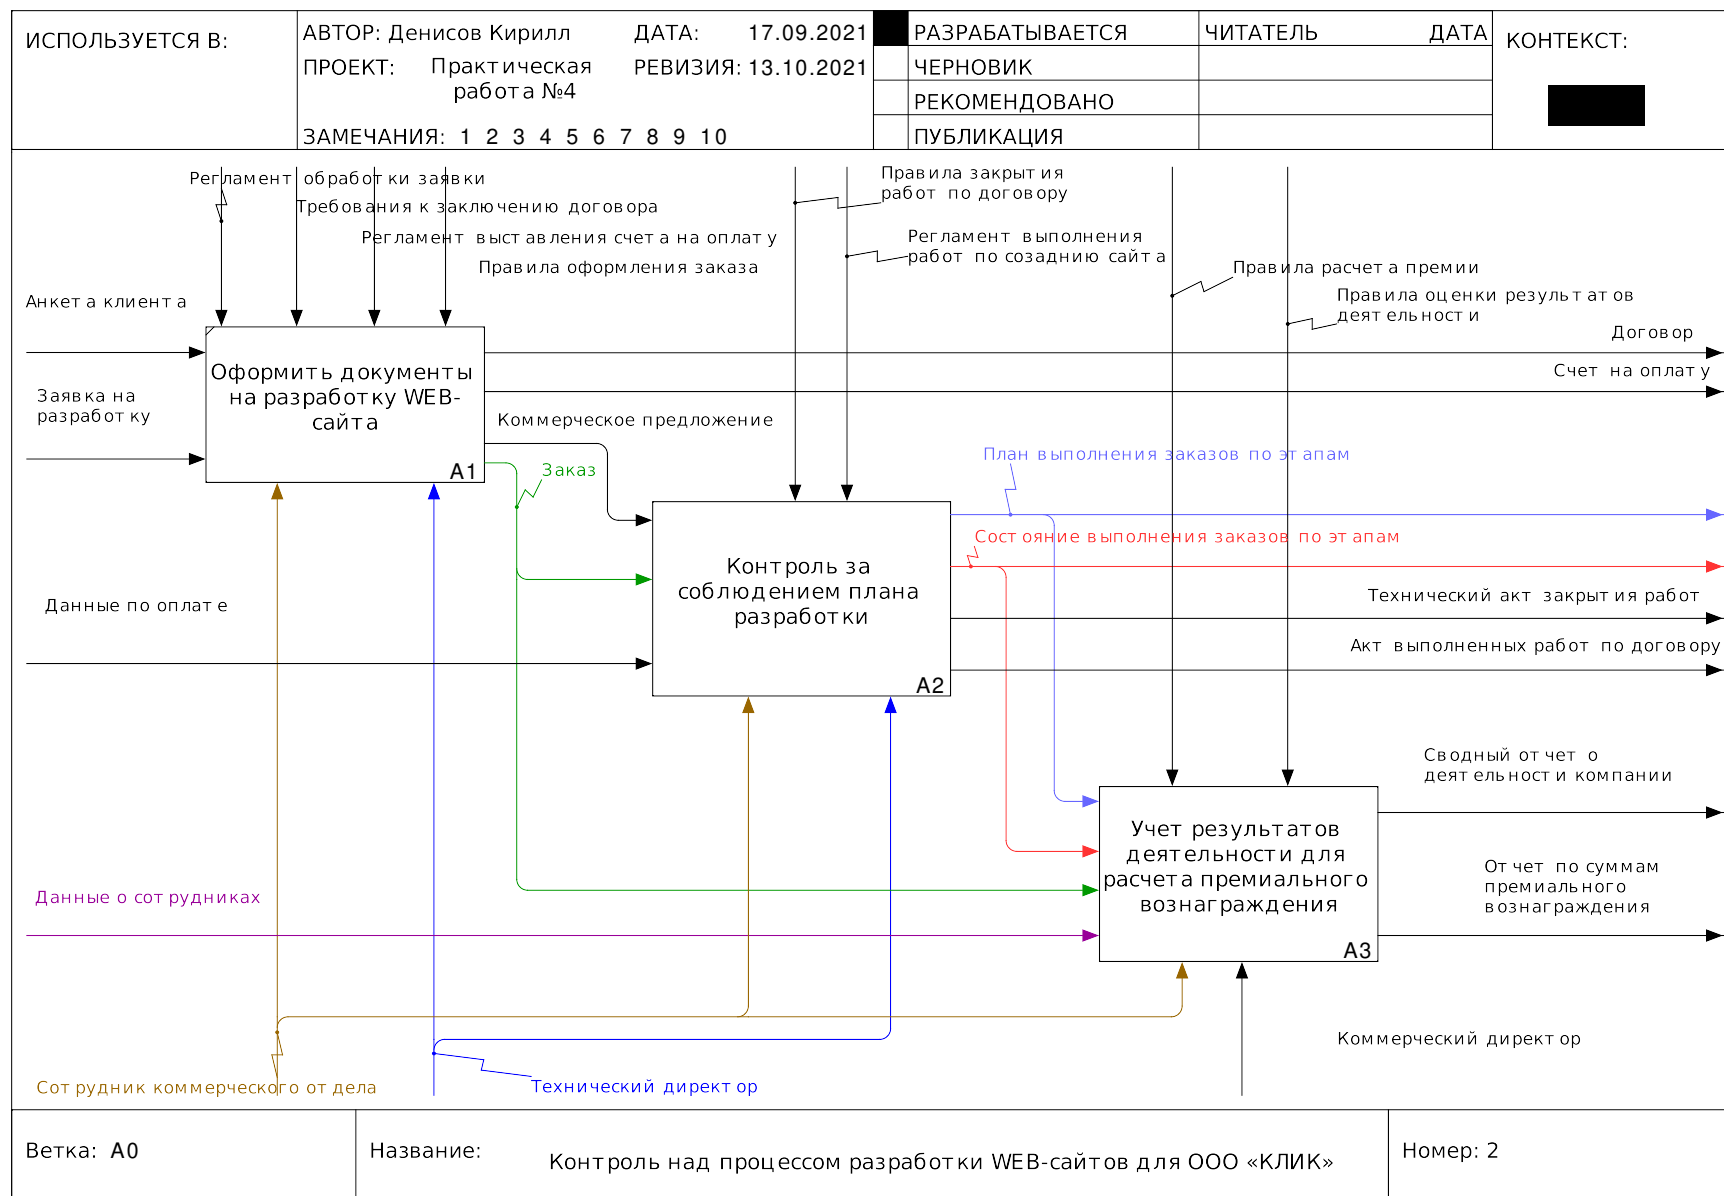 ИСПОЛЬЗУЕТСЯ В:
АВТОР: Денисов Кирилл
ДАТА: 17.09.2021
ПРОЕКТ: Практическая
работа №4
РЕВИЗИЯ: 13.10.2021
ЗАМЕЧАНИЯ: 1 2 3 4 5 6 7 8 9 10
РАЗРАБАТЫВАЕТСЯ
ЧЕРНОВИК
РЕКОМЕНДОВАНО
ПУБЛИКАЦИЯ
ЧИТАТЕЛЬ ДАТА
КОНТЕКСТ:
Регламент обработки заявки
Требования к заключению договора
Регламент выставления счета на оплату
Правила оформления заказа
Правила закрытия
работ по договору
Регламент выполнения
работ по созаднию сайта
Правила расчета премии
Правила оценки результатов
деятельности
Анкета клиента
Заявка на
разработку
Оформить документы
на разработку WEB-
сайта
A1
Договор
Счет на оплату
Коммерческое предложение
Заказ
План выполнения заказов по этапам
Состояние выполнения заказов по этапам
Контроль за
соблюдением плана
разработки
A2
Данные по оплате
Технический акт закрытия работ
Акт выполненных работ по договору
Сводный отчет о
деятельности компании
Учет результатов
деятельности для
расчета премиального
вознаграждения
A3
Отчет по суммам
премиального
вознаграждения
Данные о сотрудниках
Коммерческий директор
Сотрудник коммерческого отдела
Технический директор
Ветка: A0
Название:
Контроль над процессом разработки WEB-сайтов для ООО «КЛИК»
Номер: 2